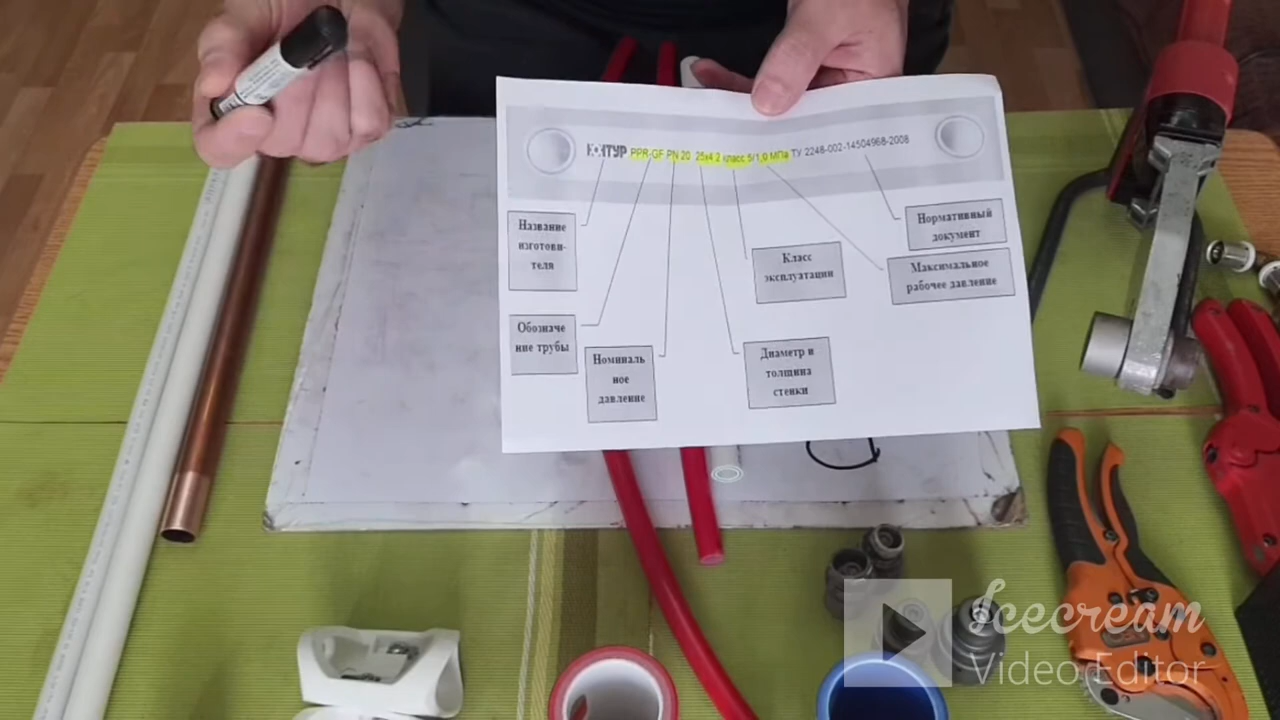 КОНТУР PPR-GF PN 20 25x4.2 класс 5/1.0 МПа ТУ 2248-002-14504968-2008
Название
изготови-
теля
Нормативный
документ
Класс
эксплуатации
Максимальное
рабочее давление
Обозначе
ние трубы
Номиналь
ное
давление
Диаметр и
толщина
стенки
Icecream
Video Editor